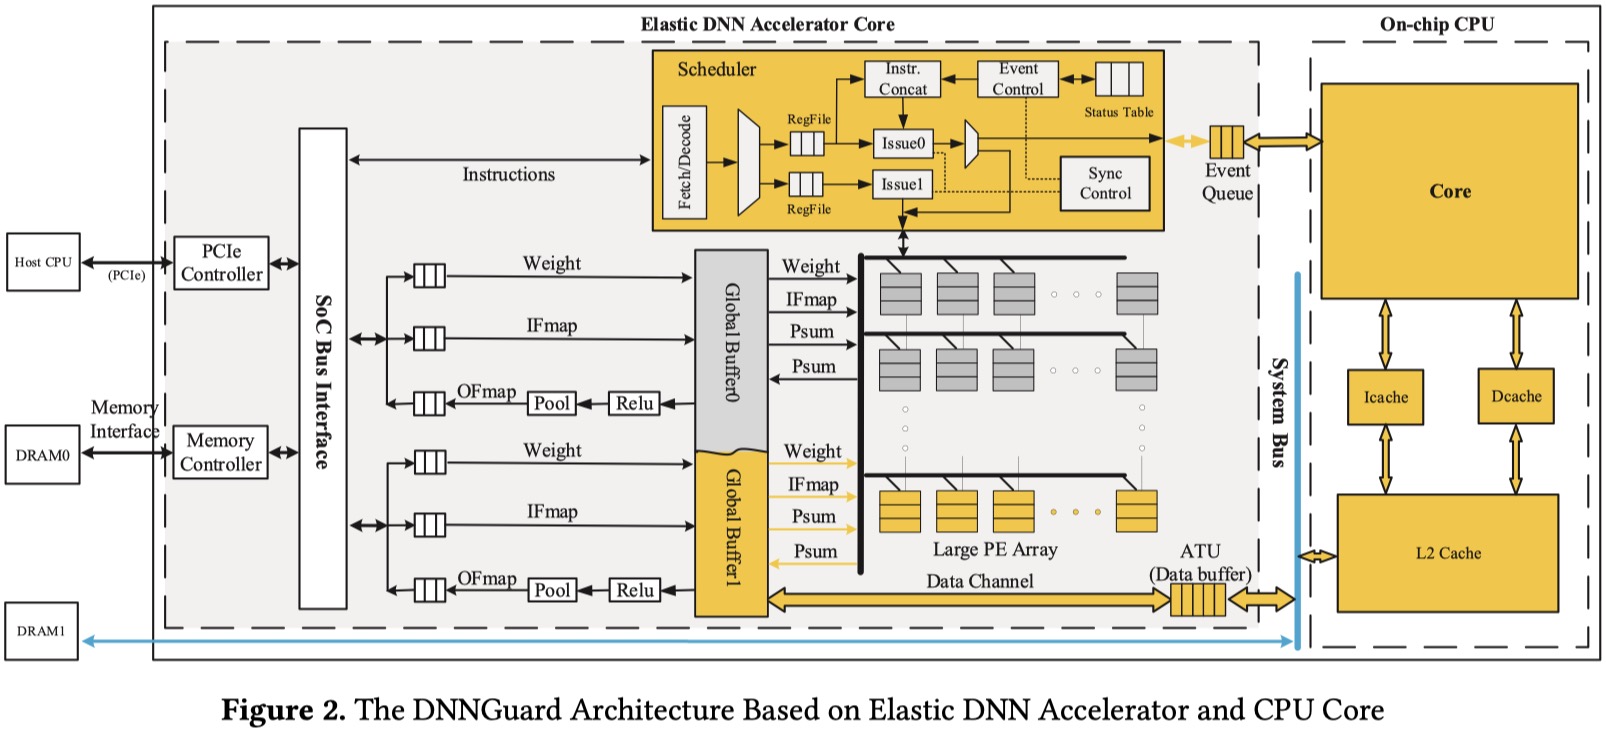 Elastic DNN Accelerator Core
On-chip CPU
Scheduler
Instr.
Concat
Event
Control
Status Table
Fetch/Decode
RegFile
Issue0
RegFile
Issue1
Sync
Control
Event
Queue
Core
Instructions
Host CPU
(PCIe)
PCIe
Controller
SoC Bus Interface
Weight
IFmap
OFmap
Pool
Relu
Global Buffer0
Weight
IFmap
Psum
Psum
Memory
Interface
DRAM0
Memory
Controller
Weight
IFmap
OFmap
Pool
Relu
Global Buffer1
Weight
IFmap
Psum
Psum
Large PE Array
Data Channel
ATU
(Data buffer)
System Bus
Icache
Dcache
L2 Cache
DRAM1
Figure 2. The DNNGuard Architecture Based on Elastic DNN Accelerator and CPU Core